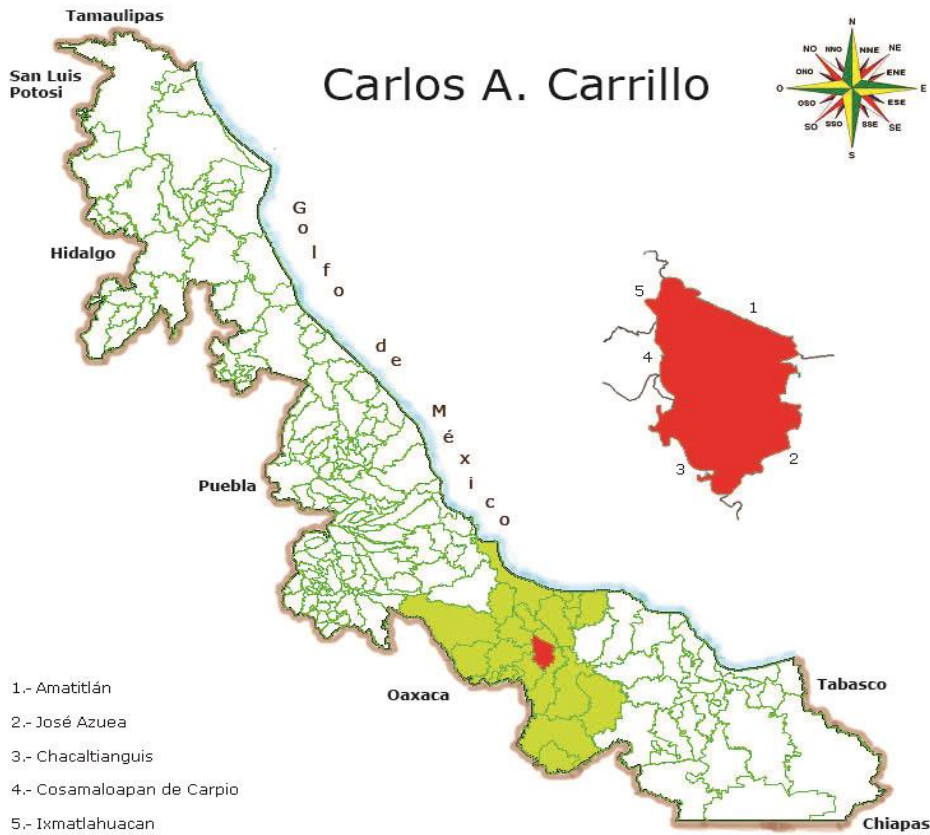 Tamaulipas
San Luis
Potosi
Carlos A. Carrillo
N
NNO
NNE
NO
NE
ONO
ENE
O
E
OSO
ESE
SO
SE
SSO
SSE
S
Hidalgo
Golfo de México
5
1
4
2
3
Puebla
Oaxaca
Tabasco
Chiapas
1.- Amatitlán
2.- José Azuea
3.- Chacaltianguis
4.- Cosamaloapan de Carpio
5.- Ixmatlahuacan